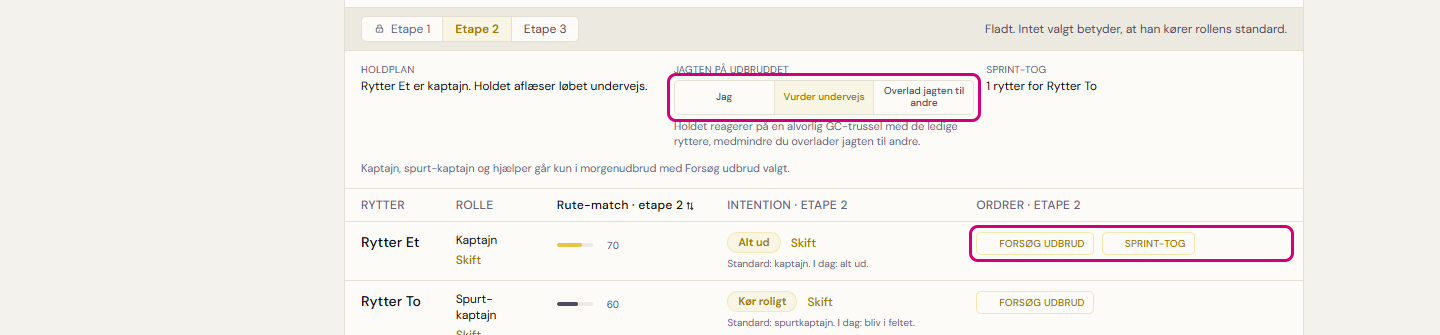 Etape 1 Etape 2 Etape 3 Fladt. Intet valgt betyder, at han kører rollens standard.
HOLDPLAN
Rytter Et er kaptajn. Holdet aflæser løbet undervejs.
JAGTEN PÅ UDBRUDDET
Jag Vurder undervejs Overlad jagten til
andre
Holdet reagerer på en alvorlig GC-trussel med de ledige
ryttere, medmindre du overlader jagten til andre.
SPRINT-TOG
1 rytter for Rytter To
Kaptajn, spurt-kaptajn og hjælper går kun i morgenudbrud med Forsøg udbrud valgt.
RYTTER ROLLE Rute-match · etape 2 ⇅ INTENTION · ETAPE 2 ORDRER · ETAPE 2
Rytter Et Kaptajn 70 Alt ud Skift FORSØG UDBRUD SPRINT-TOG
Skift Standard: kaptajn. I dag: alt ud.
Rytter To Spurt- 60 Kør roligt Skift FORSØG UDBRUD
kaptajn Standard: spurtkaptajn. I dag: bliv i feltet.
Skift